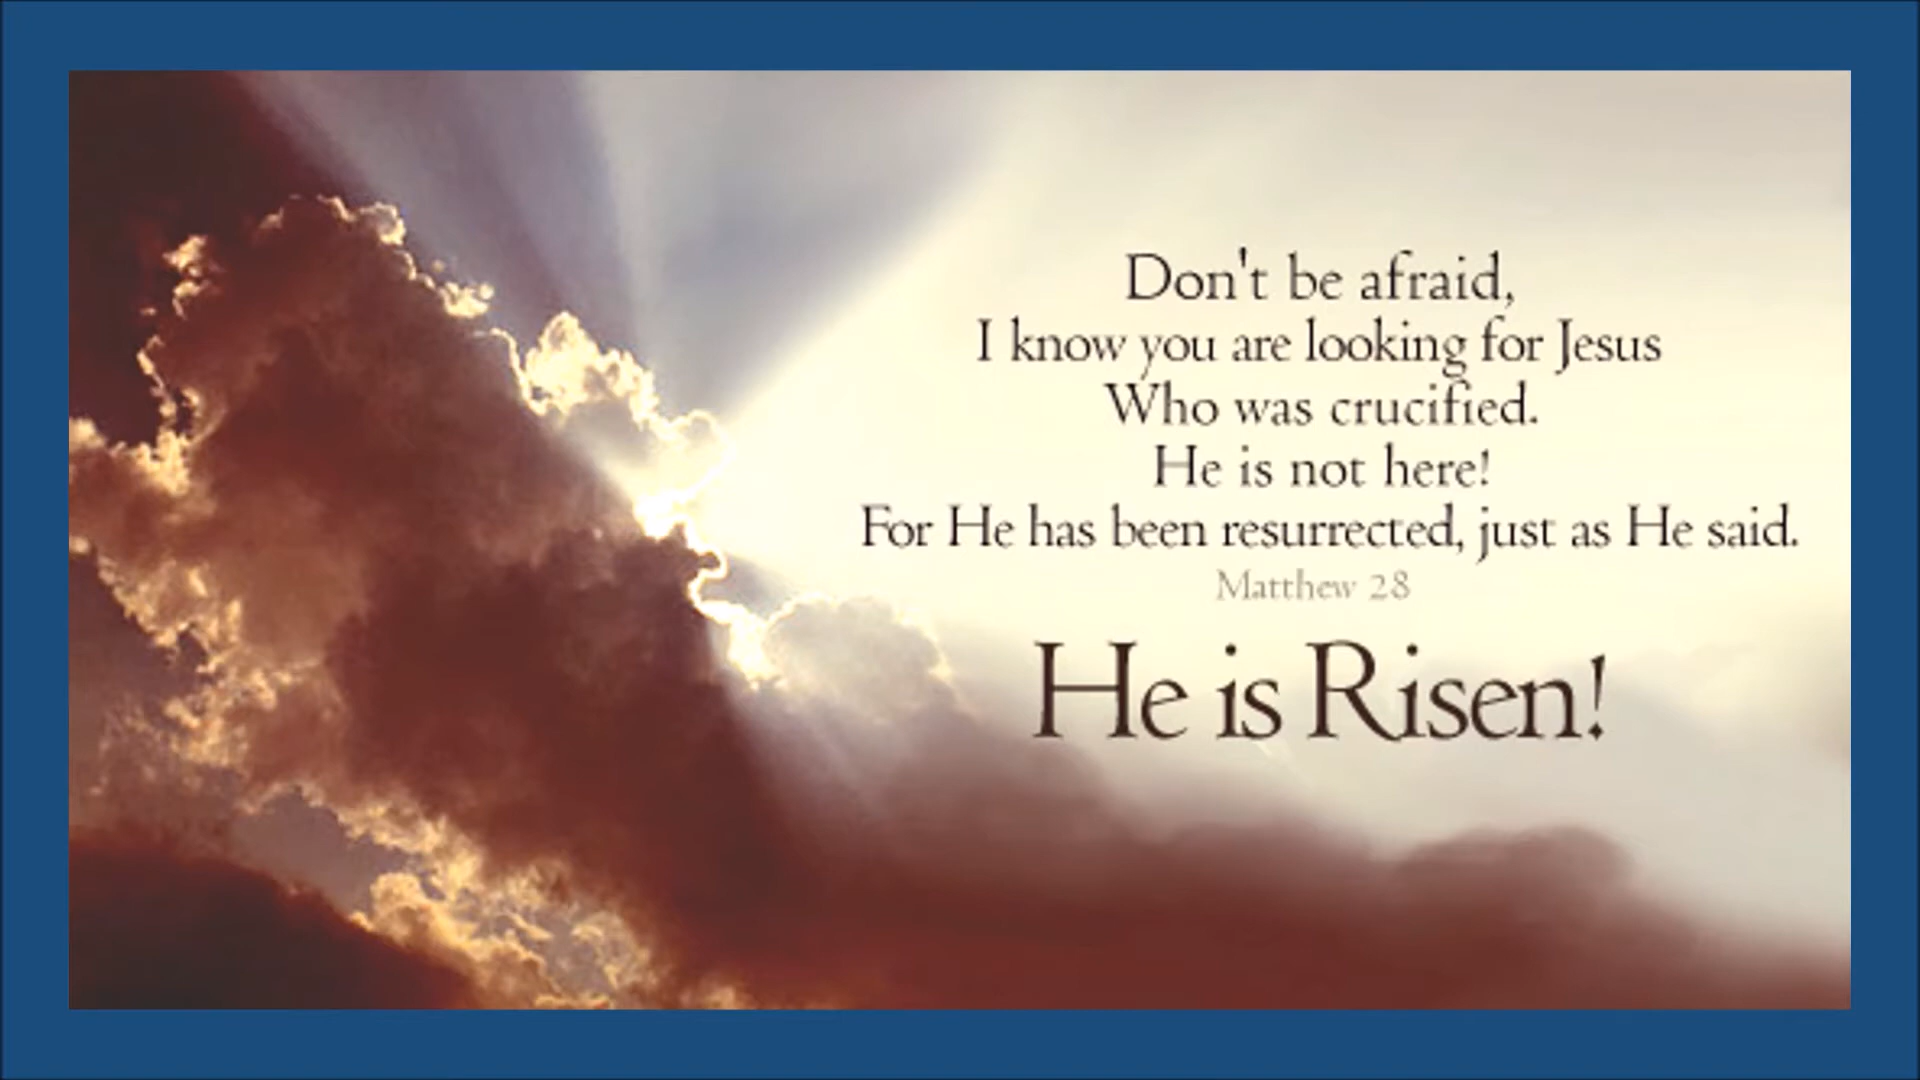 Don't be afraid,
I know you are looking for Jesus
Who was crucified.
He is not here!
For He has been resurrected, just as He said.
Matthew 28
He is Risen!